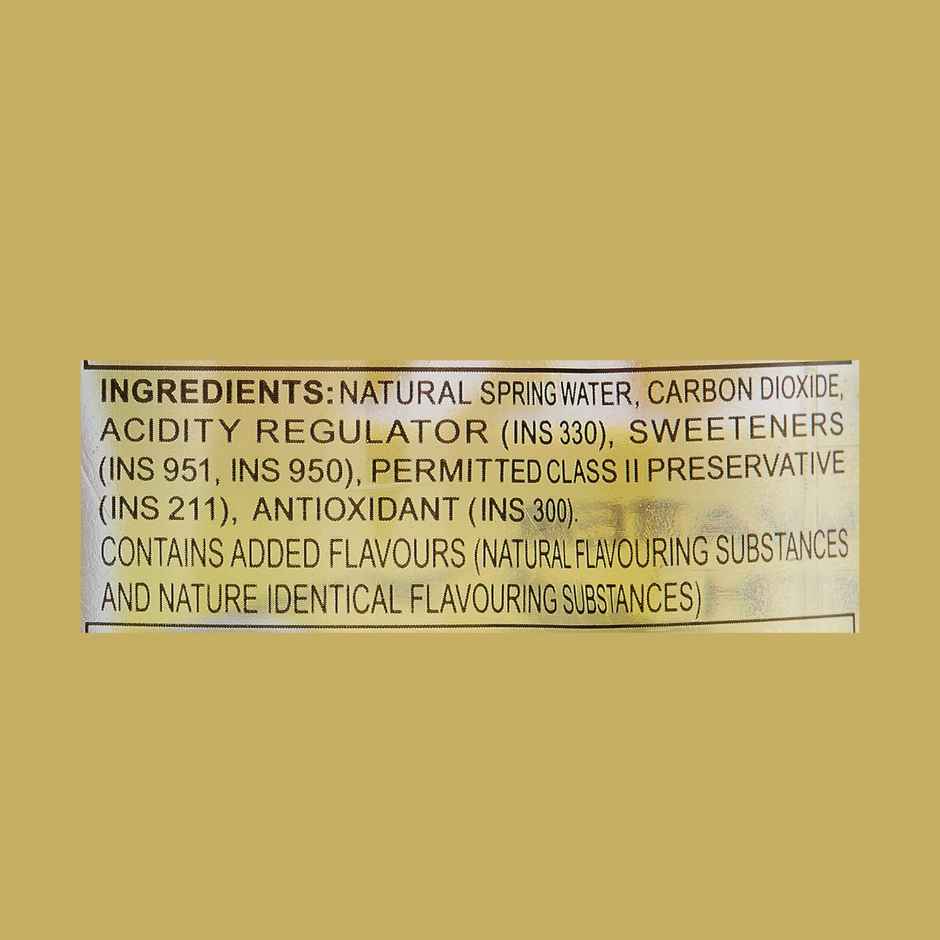 INGREDIENTS: NATURAL SPRING WATER, CARBON DIOXIDE,
ACIDITY REGULATOR (INS 330), SWEETENERS
(INS 951, INS 950), PERMITTED CLASS II PRESERVATIVE
(INS 211), ANTIOXIDANT (INS 300).
CONTAINS ADDED FLAVOURS (NATURAL FLAVOURING SUBSTANCES
AND NATURE IDENTICAL FLAVOURING SUBSTANCES)